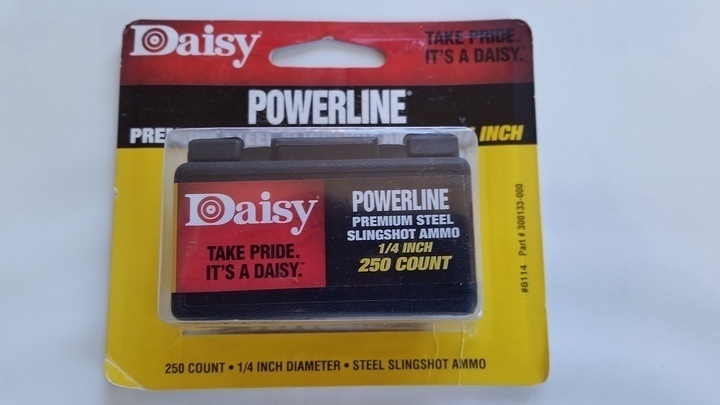 Daisy
TAKE PRIDE.
IT'S A DAISY.
POWERLINE®
INCH
Daisy
TAKE PRIDE.
IT'S A DAISY.™
POWERLINE
PREMIUM STEEL
SLINGSHOT AMMO
1/4 INCH
250 COUNT
#8114 Part # 300133-000
250 COUNT • 1/4 INCH DIAMETER • STEEL SLINGSHOT AMMO